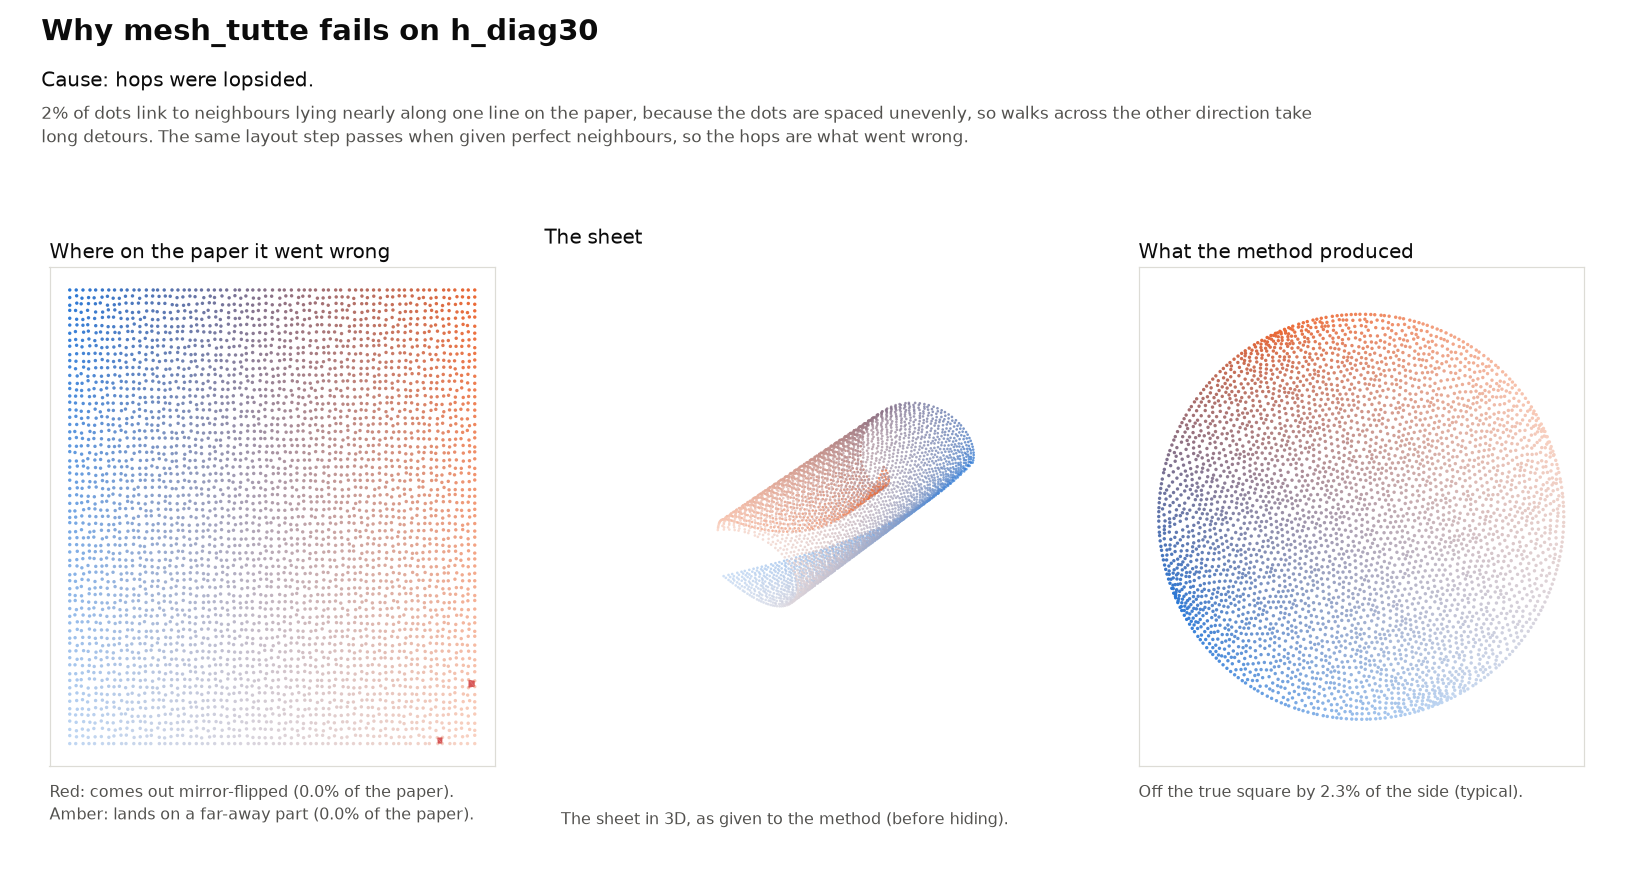 Why mesh_tutte fails on h_diag30
Cause: hops were lopsided.
2% of dots link to neighbours lying nearly along one line on the paper, because the dots are spaced unevenly, so walks across the other direction take
long detours. The same layout step passes when given perfect neighbours, so the hops are what went wrong.
Where on the paper it went wrong
The sheet
What the method produced
Red: comes out mirror-flipped (0.0% of the paper).
Amber: lands on a far-away part (0.0% of the paper).
The sheet in 3D, as given to the method (before hiding).
Off the true square by 2.3% of the side (typical).